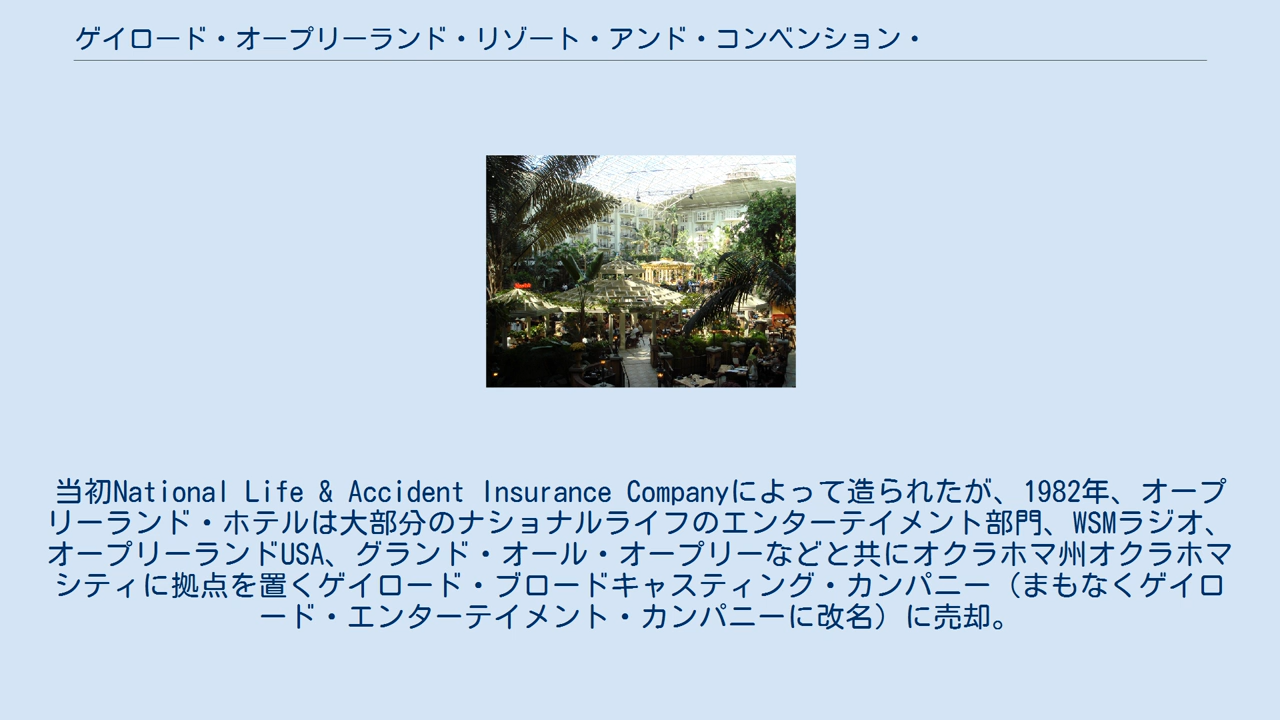 ゲイロード・オープリーランド・リゾート・アンド・コンベンション・
当初National Life & Accident Insurance Companyによって造られたが、1982年、オープ
リーランド・ホテルは大部分のナショナルライフのエンターテイメント部門、WSMラジオ、
オープリーランドUSA、グランド・オール・オープリーなどと共にオクラホマ州オクラホマ
シティに拠点を置くゲイロード・ブロードキャスティング・カンパニー（まもなくゲイロ
ード・エンターテイメント・カンパニーに改名）に売却。